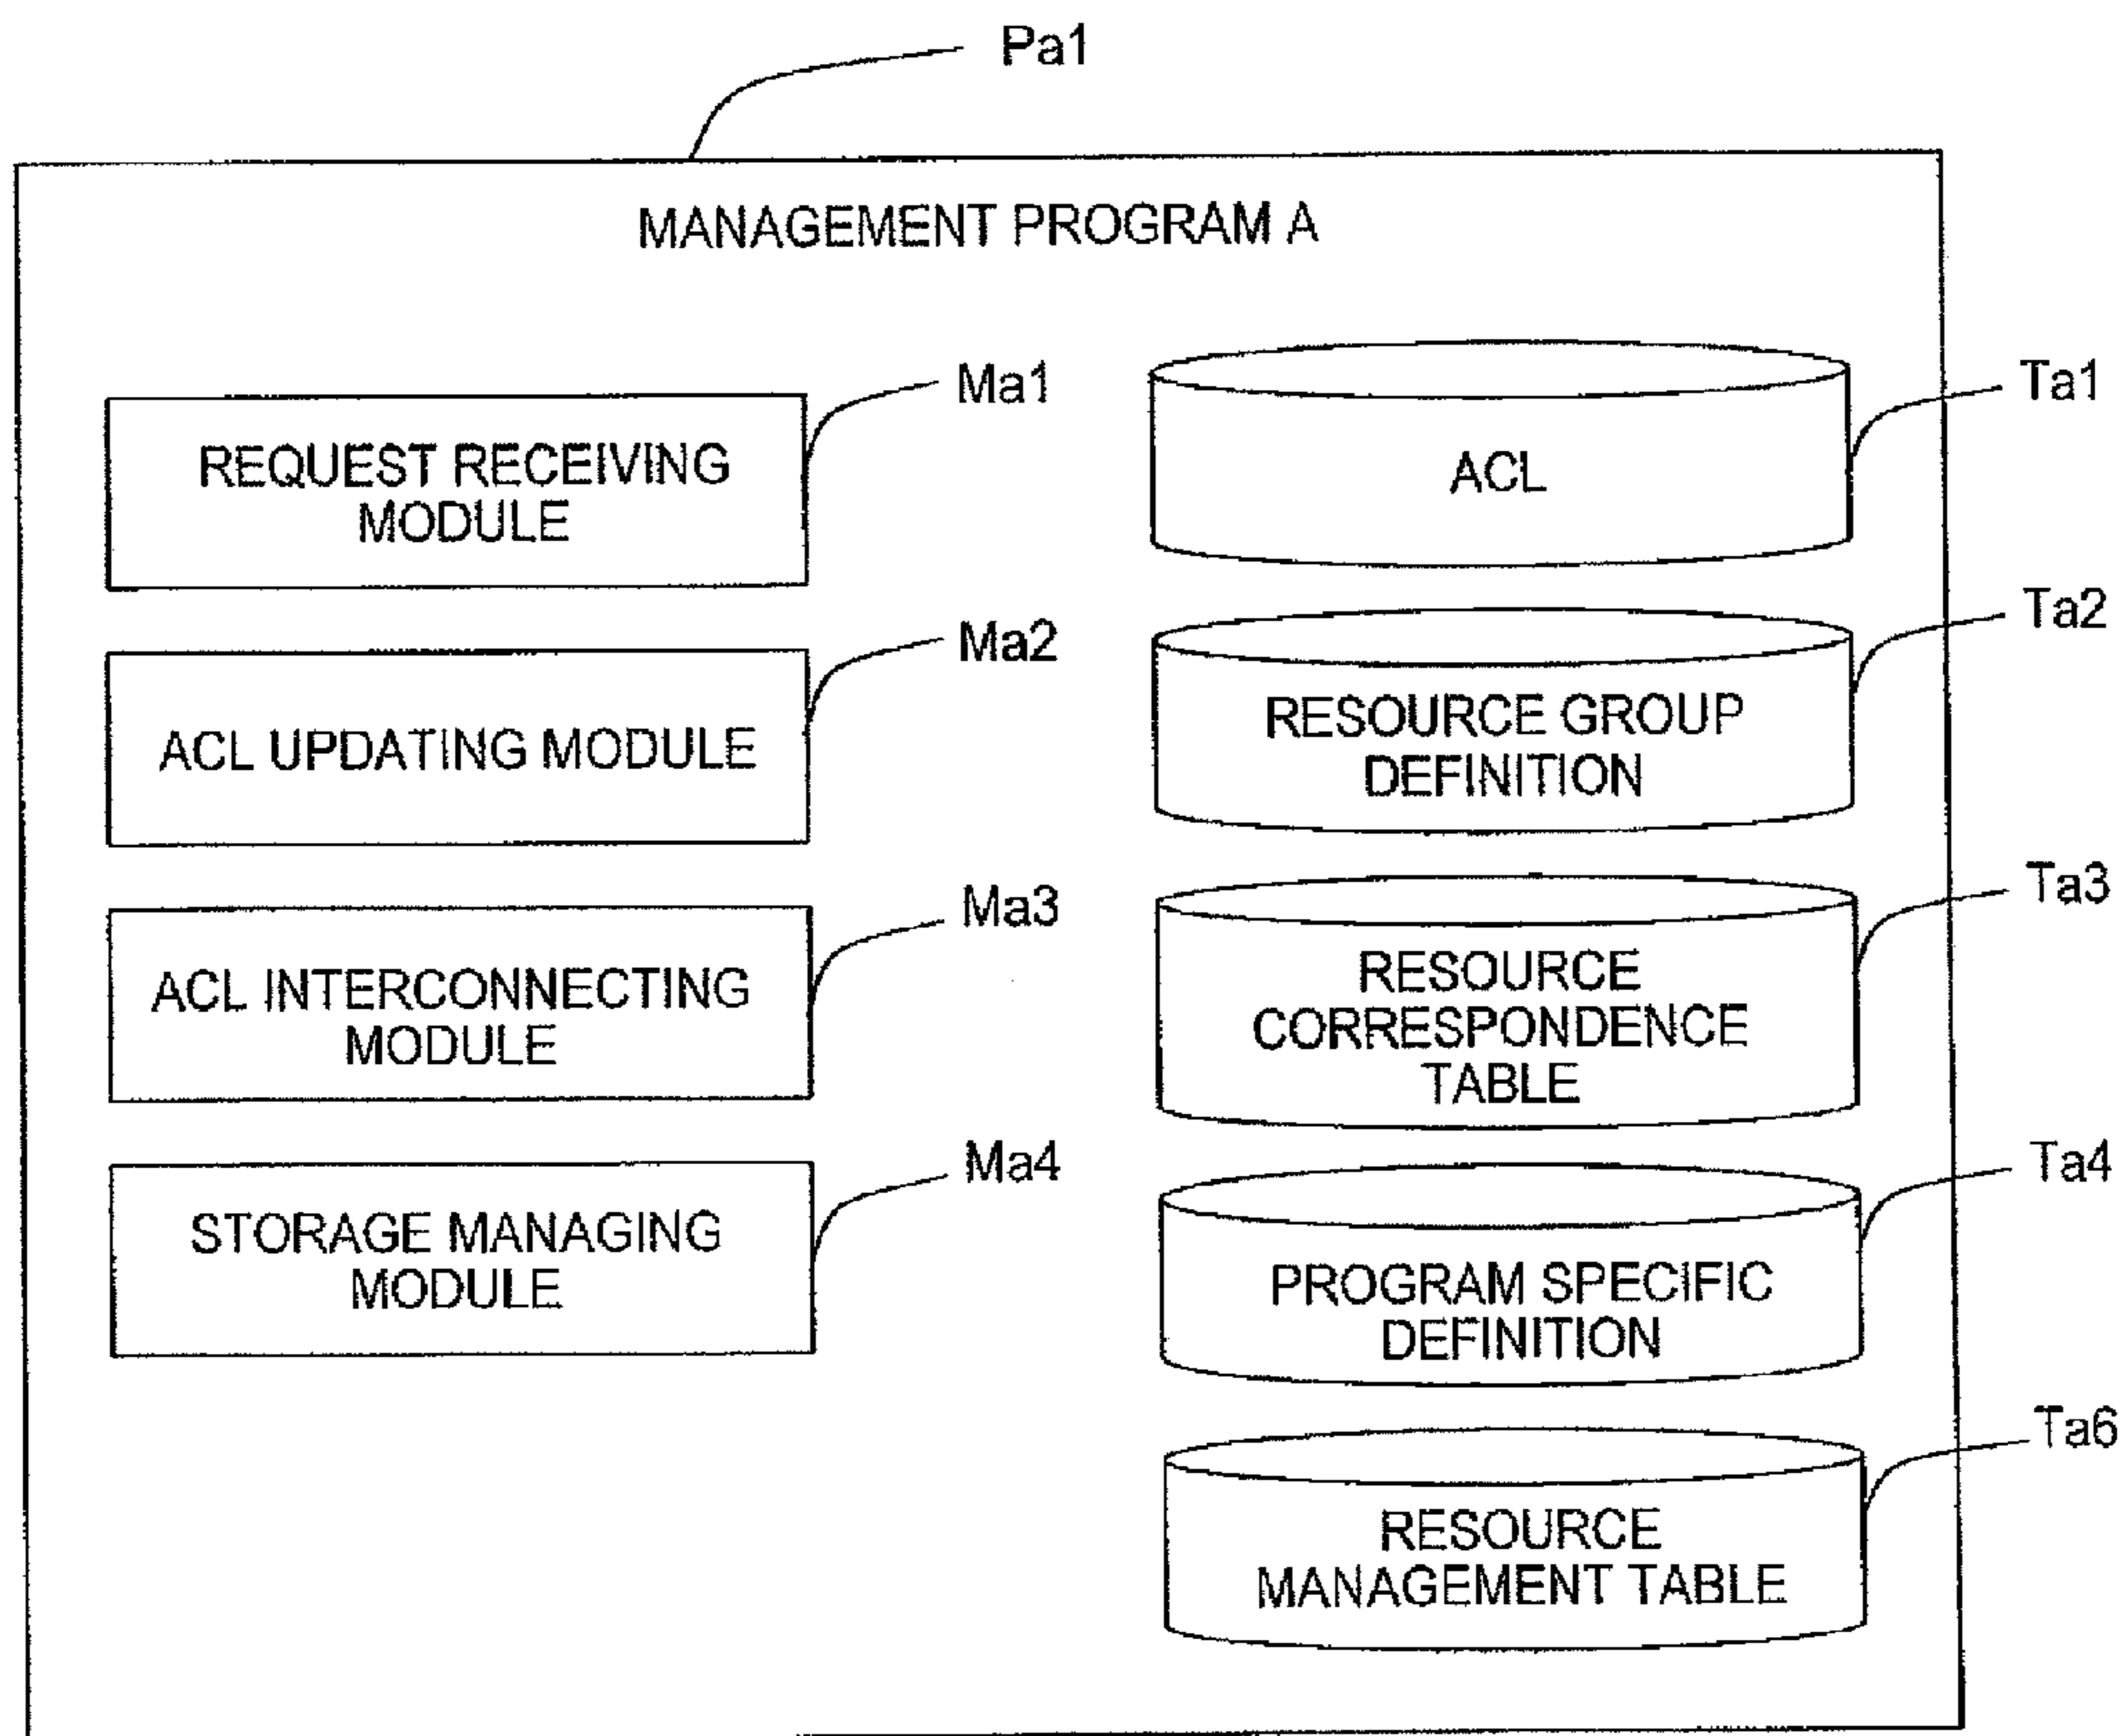 Pa1
MANAGEMENT PROGRAM A
Ma1
REQUEST RECEIVING
MODULE
Ma2
ACL UPDATING MODULE
Ma3
ACL INTERCONNECTING
MODULE
Ma4
STORAGE MANAGING
MODULE
Ta1
ACL
Ta2
RESOURCE GROUP
DEFINITION
Ta3
RESOURCE
CORRESPONDENCE
TABLE
Ta4
PROGRAM SPECIFIC
DEFINITION
Ta6
RESOURCE
MANAGEMENT TABLE